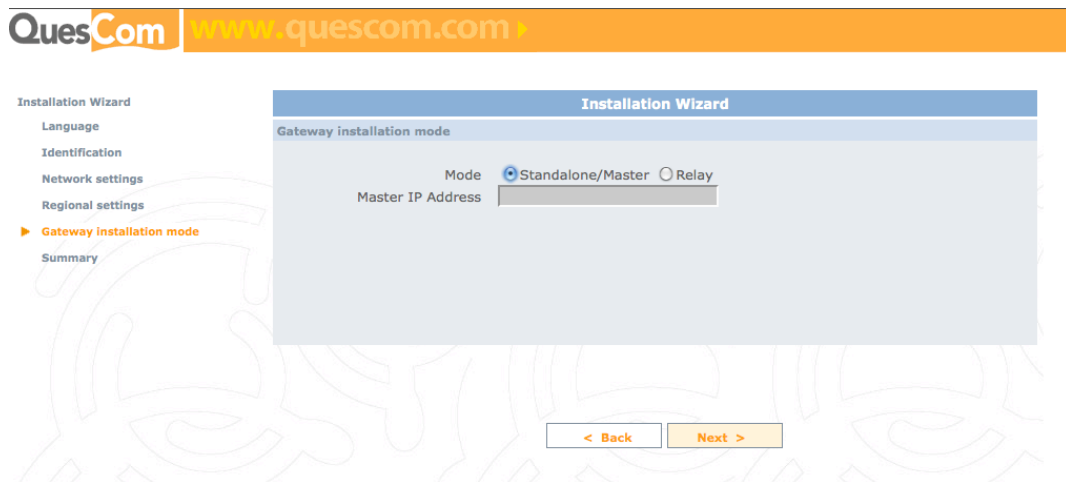 QuesCom www.quescom.com
Installation Wizard
Language
Identification
Network settings
Regional settings
Gateway installation mode
Summary
Installation Wizard
Gateway installation mode
Mode Standalone/Master Relay
Master IP Address
< Back Next >